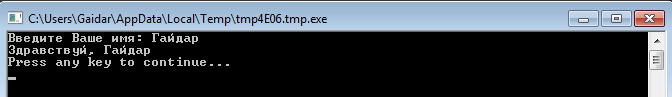 C:\Users\Gaidar\AppData\Local\Temp\tmp4E06.tmp.exe
Введите Ваше имя: Гайдар
Здравствуй, Гайдар
Press any key to continue...